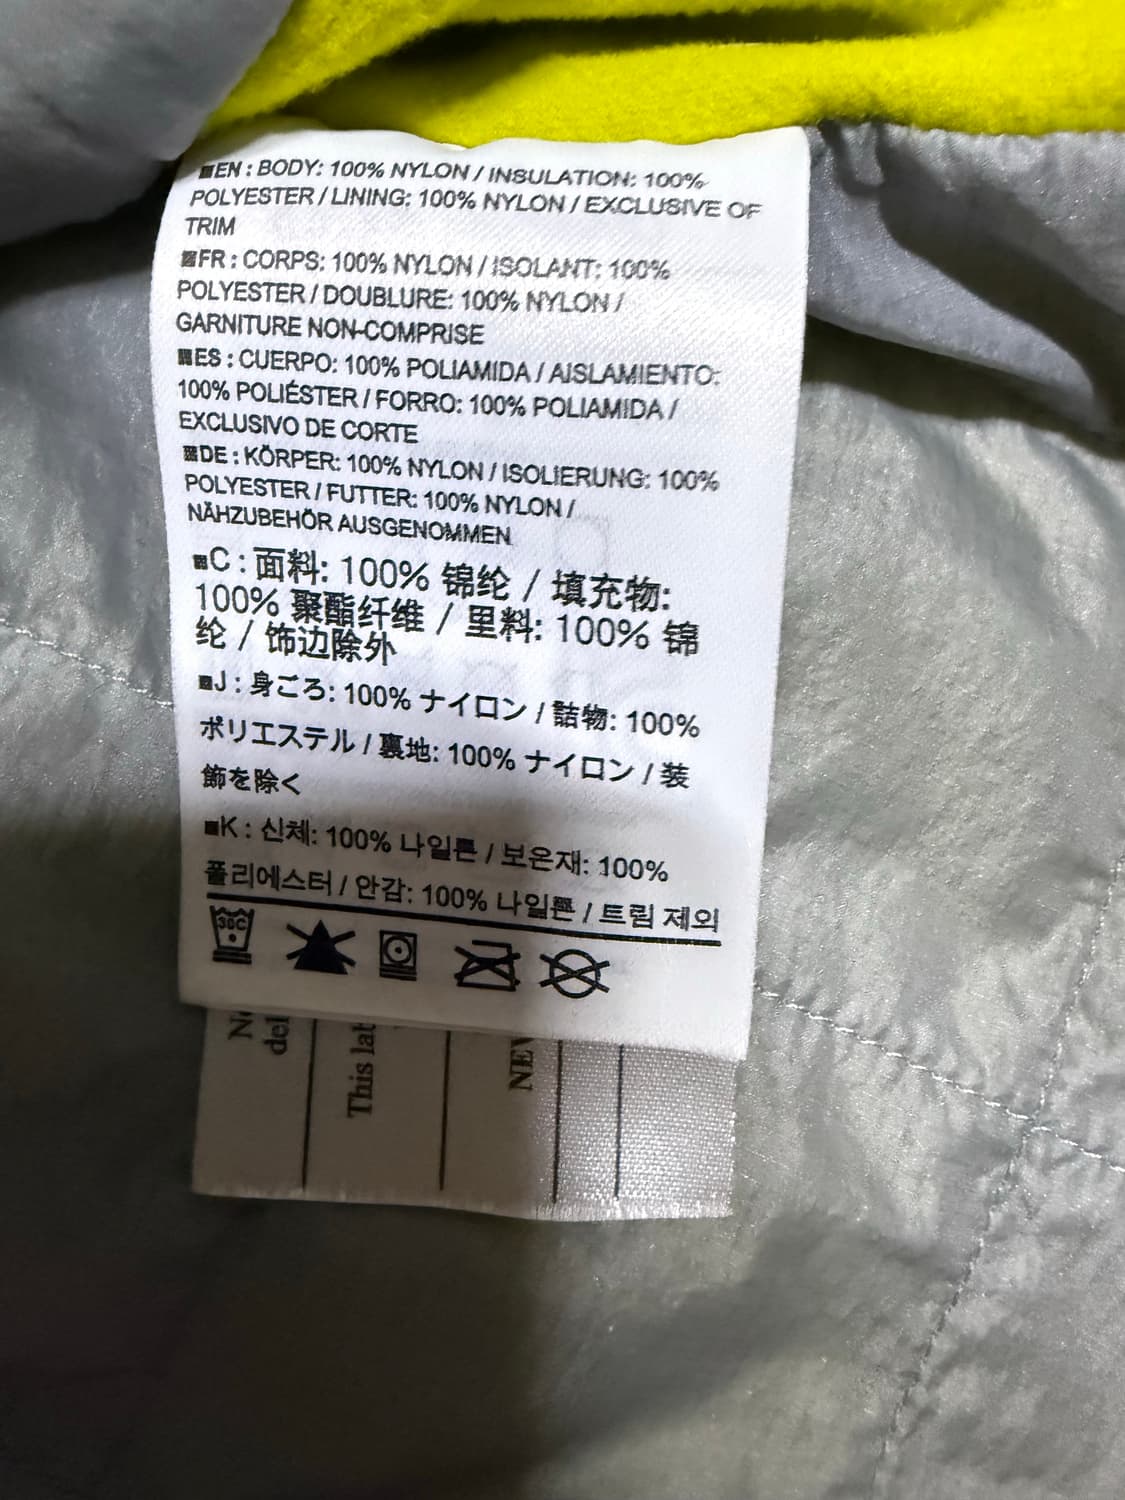 ■EN : BODY: 100% NYLON / INSULATION: 100%
POLYESTER / LINING: 100% NYLON / EXCLUSIVE OF
TRIM
■FR : CORPS: 100% NYLON / ISOLANT: 100%
POLYESTER / DOUBLURE: 100% NYLON /
GARNITURE NON-COMPRISE
■ES : CUERPO: 100% POLIAMIDA / AISLAMIENTO:
100% POLIÉSTER / FORRO: 100% POLIAMIDA /
EXCLUSIVO DE CORTE
■DE : KÖRPER: 100% NYLON / ISOLIERUNG: 100%
POLYESTER / FUTTER: 100% NYLON /
NÄHZUBEHÖR AUSGENOMMEN
■C : 面料: 100% 锦纶 / 填充物:
100% 聚酯纤维 / 里料: 100% 锦
纶 / 饰边除外
■J : 身ごろ: 100% ナイロン / 詰物: 100%
ポリエステル / 裏地: 100% ナイロン / 装
飾を除く
■K : 신체: 100% 나일론 / 보온재: 100%
폴리에스터 / 안감: 100% 나일론 / 트림 제외
30C
This